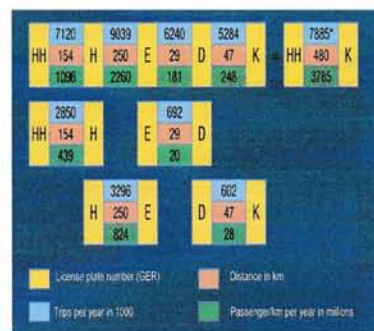 7120 9039 6240 5284 7885*
HH 154 H 250 E 29 D 47 K = HH 480 K
1096 2260 181 248 3785
2850 692
HH 154 H E 29 D
439 20
3296 602
H 250 E D 47 K
824 28
License plate number (GER) Distance in km
Trips per year in 1000 Passenger/km per year in millions